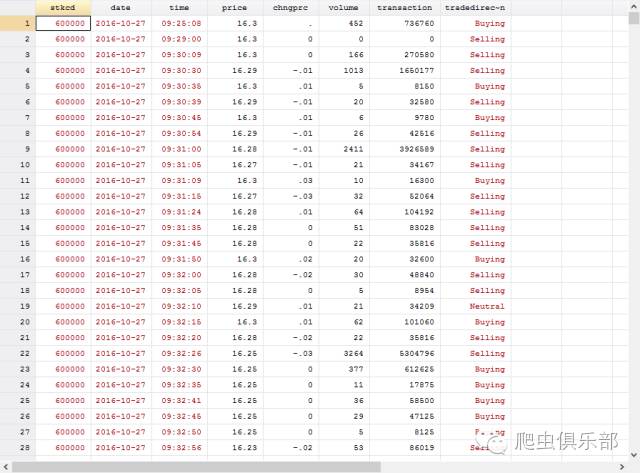 stkcd date time price chngprc volume transaction tradedirec~n
1 600000 2016-10-27 09:25:08 16.3 . 452 736760 Buying
2 600000 2016-10-27 09:29:00 16.3 0 0 0 Selling
3 600000 2016-10-27 09:30:09 16.3 0 166 270580 Selling
4 600000 2016-10-27 09:30:30 16.29 -.01 1013 1650177 Selling
5 600000 2016-10-27 09:30:35 16.3 .01 5 8150 Buying
6 600000 2016-10-27 09:30:39 16.29 -.01 20 32580 Selling
7 600000 2016-10-27 09:30:45 16.3 .01 6 9780 Buying
8 600000 2016-10-27 09:30:54 16.29 -.01 26 42516 Selling
9 600000 2016-10-27 09:31:00 16.28 -.01 2411 3926589 Selling
10 600000 2016-10-27 09:31:05 16.27 -.01 21 34167 Selling
11 600000 2016-10-27 09:31:09 16.3 .03 10 16300 Buying
12 600000 2016-10-27 09:31:15 16.27 -.03 32 52064 Selling
13 600000 2016-10-27 09:31:24 16.28 .01 64 104192 Selling
14 600000 2016-10-27 09:31:35 16.28 0 51 83028 Selling
15 600000 2016-10-27 09:31:45 16.28 0 22 35816 Selling
16 600000 2016-10-27 09:31:50 16.3 .02 20 32600 Buying
17 600000 2016-10-27 09:32:00 16.28 -.02 30 48840 Selling
18 600000 2016-10-27 09:32:05 16.28 0 5 8954 Selling
19 600000 2016-10-27 09:32:10 16.29 .01 21 34209 Neutral
20 600000 2016-10-27 09:32:15 16.3 .01 62 101060 Buying
21 600000 2016-10-27 09:32:20 16.28 -.02 22 35816 Selling
22 600000 2016-10-27 09:32:26 16.25 -.03 3264 5304796 Selling
23 600000 2016-10-27 09:32:30 16.25 0 377 612625 Selling
24 600000 2016-10-27 09:32:35 16.25 0 11 17875 Selling
25 600000 2016-10-27 09:32:41 16.25 0 36 58500 Selling
26 600000 2016-10-27 09:32:45 16.25 0 29 47125 Selling
27 600000 2016-10-27 09:32:50 16.25 0 5 8125
28 600000 2016-10-27 09:32:56 16.23 -.02 53 86019
爬虫俱乐部